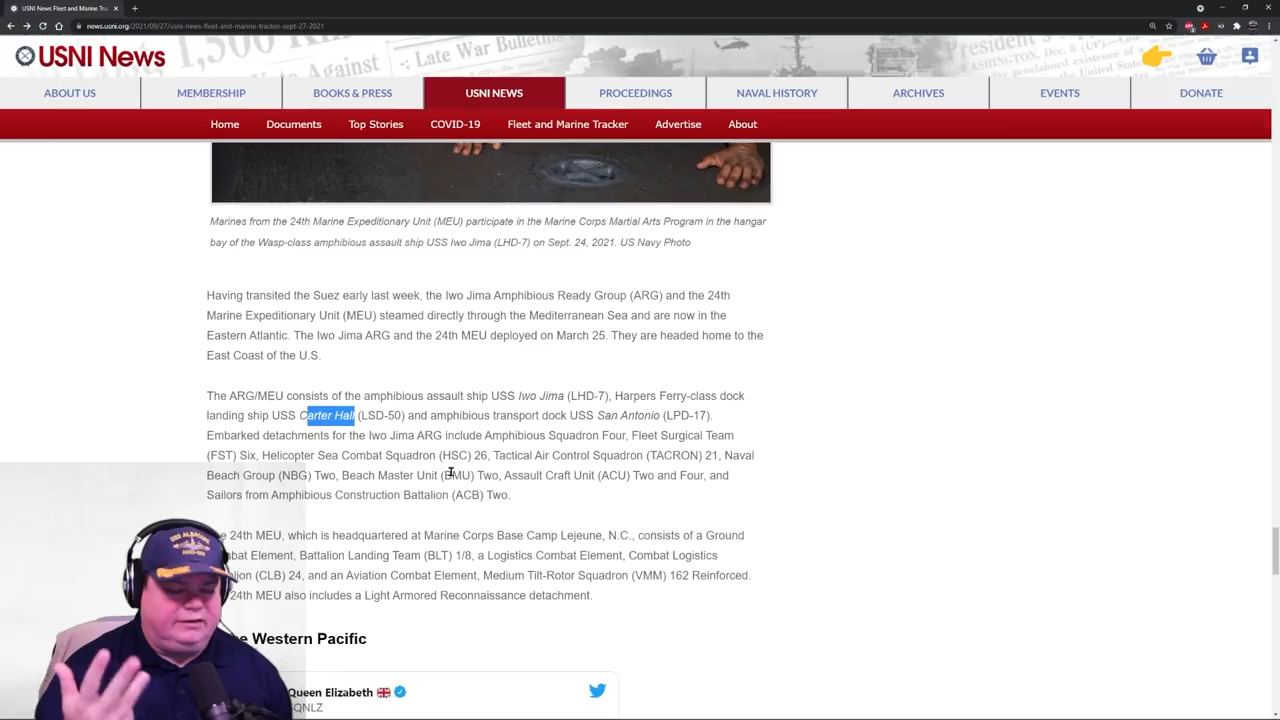 USNI News Fleet and Marine Tra
news.usni.org/2021/09/27/usni-news-fleet-and-marine-tracker-sept-27-2021
USNI News
Late War Bulletins
ABOUT US
MEMBERSHIP
BOOKS & PRESS
USNI NEWS
PROCEEDINGS
NAVAL HISTORY
ARCHIVES
EVENTS
DONATE
Home
Documents
Top Stories
COVID-19
Fleet and Marine Tracker
Advertise
About
Marines from the 24th Marine Expeditionary Unit (MEU) participate in the Marine Corps Martial Arts Program in the hangar
bay of the Wasp-class amphibious assault ship USS Iwo Jima (LHD-7) on Sept. 24, 2021. US Navy Photo
Having transited the Suez early last week, the Iwo Jima Amphibious Ready Group (ARG) and the 24th
Marine Expeditionary Unit (MEU) steamed directly through the Mediterranean Sea and are now in the
Eastern Atlantic. The Iwo Jima ARG and the 24th MEU deployed on March 25. They are headed home to the
East Coast of the U.S.
The ARG/MEU consists of the amphibious assault ship USS Iwo Jima (LHD-7), Harpers Ferry-class dock
landing ship USS Carter Hall (LSD-50) and amphibious transport dock USS San Antonio (LPD-17).
Embarked detachments for the Iwo Jima ARG include Amphibious Squadron Four, Fleet Surgical Team
(FST) Six, Helicopter Sea Combat Squadron (HSC) 26, Tactical Air Control Squadron (TACRON) 21, Naval
Beach Group (NBG) Two, Beach Master Unit (BMU) Two, Assault Craft Unit (ACU) Two and Four, and
Sailors from Amphibious Construction Battalion (ACB) Two.
e 24th MEU, which is headquartered at Marine Corps Base Camp Lejeune, N.C., consists of a Ground
mbat Element, Battalion Landing Team (BLT) 1/8, a Logistics Combat Element, Combat Logistics
lion (CLB) 24, and an Aviation Combat Element, Medium Tilt-Rotor Squadron (VMM) 162 Reinforced.
24th MEU also includes a Light Armored Reconnaissance detachment.
e Western Pacific
Queen Elizabeth
QNLZ
USS ALBANY